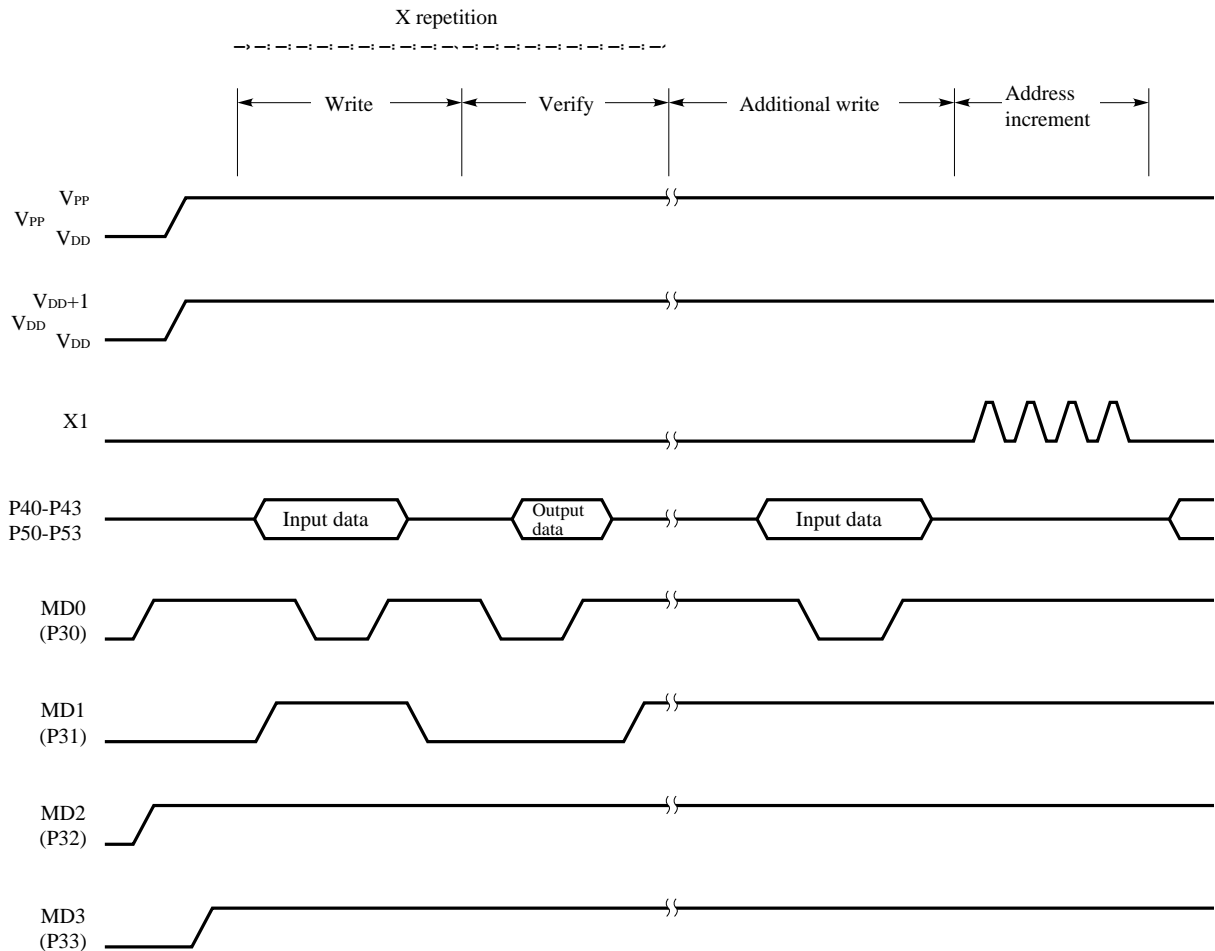 X repetition
Write
Verify
Additional write
Address
increment
VPP
VPP
VDD
VDD+1
VDD
VDD
X1
P40-P43
P50-P53
Input data
Output
data
Input data
MD0
(P30)
MD1
(P31)
MD2
(P32)
MD3
(P33)